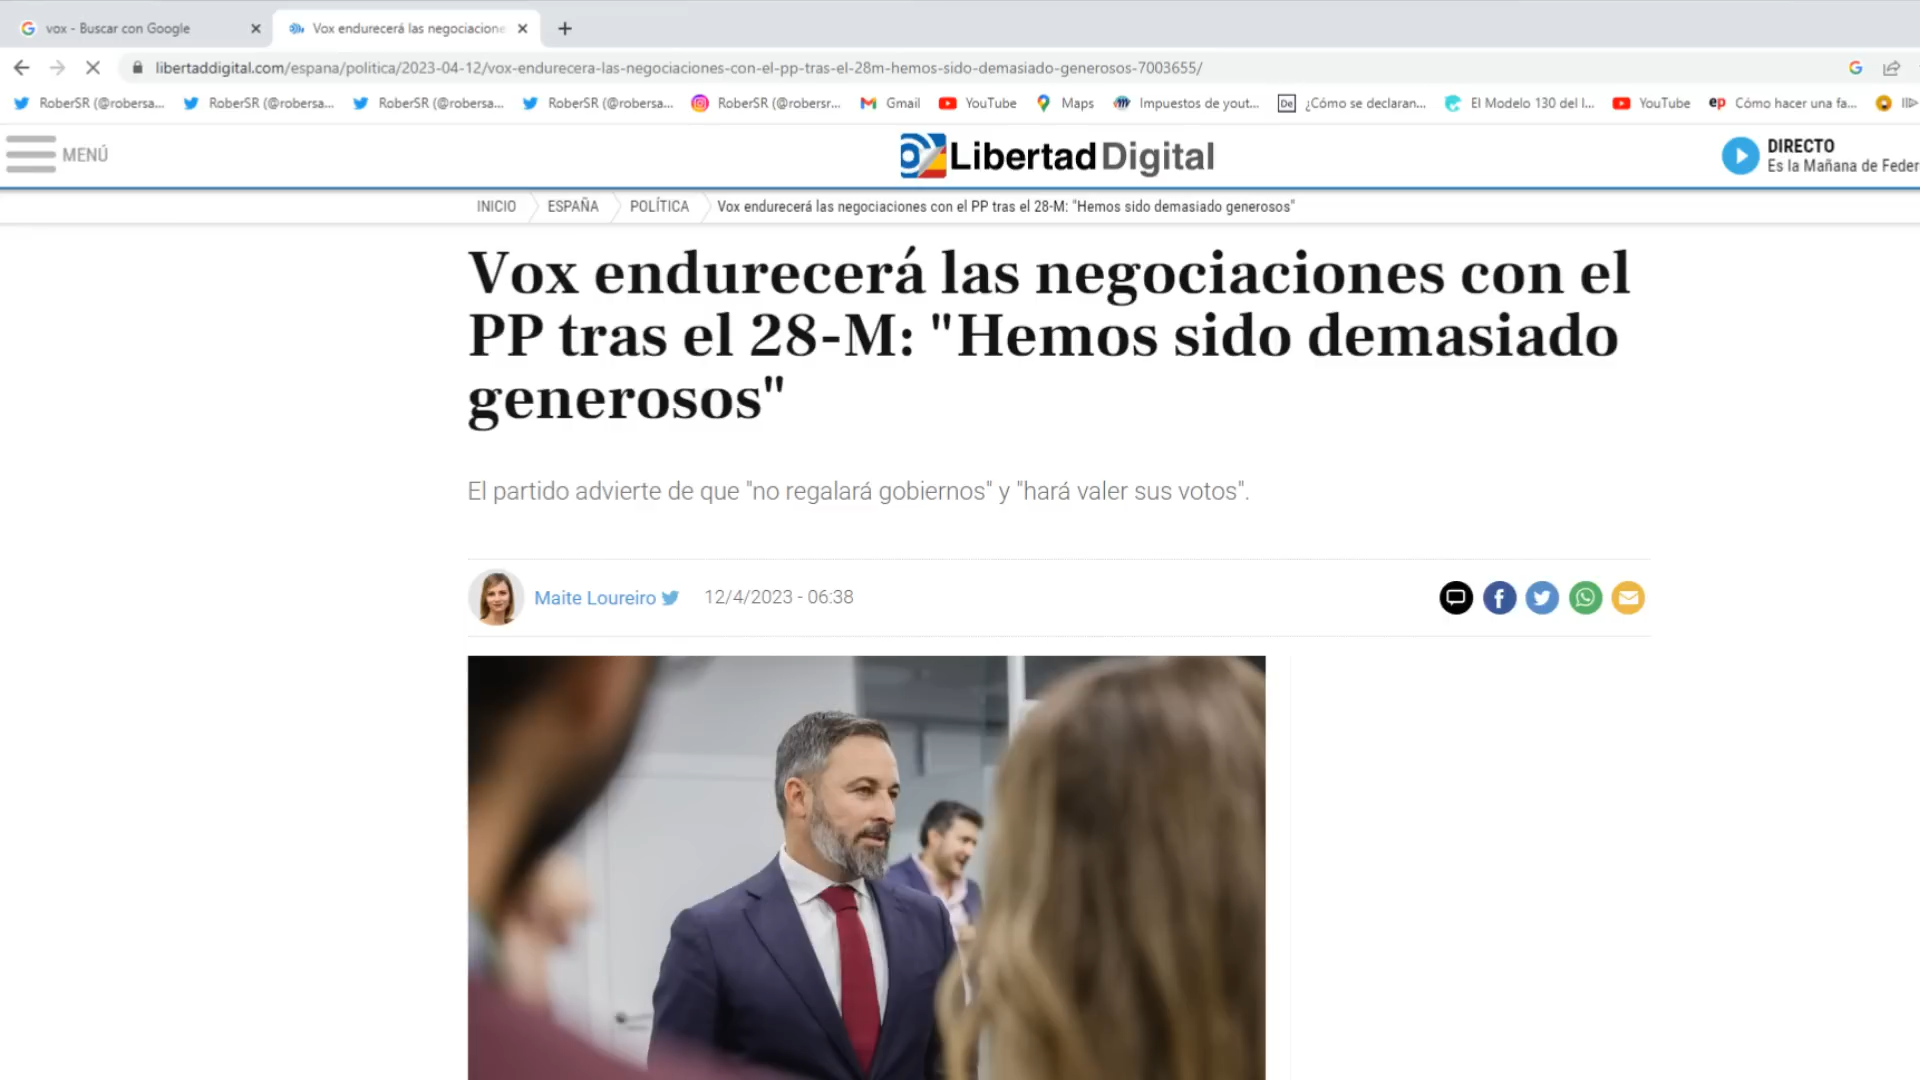 vox - Buscar con Google
Vox endurecerá las negociacione
libertaddigital.com/espana/politica/2023-04-12/vox-endurecera-las-negociaciones-con-el-pp-tras-el-28m-hemos-sido-demasiado-generosos-7003655/
RoberSR (@robersa... RoberSR (@robersa... RoberSR (@robersa... RoberSR (@robersa... RoberSR (@robersr... Gmail YouTube Maps Impuestos de yout... De ¿Cómo se declaran... El Modelo 130 del I... YouTube ep Cómo hacer una fa...
MENÚ
Libertad Digital
DIRECTO
Es la Mañana de Feder
INICIO ESPAÑA POLÍTICA Vox endurecerá las negociaciones con el PP tras el 28-M: "Hemos sido demasiado generosos"
Vox endurecerá las negociaciones con el
PP tras el 28-M: "Hemos sido demasiado
generosos"
El partido advierte de que "no regalará gobiernos" y "hará valer sus votos".
Maite Loureiro 12/4/2023 - 06:38